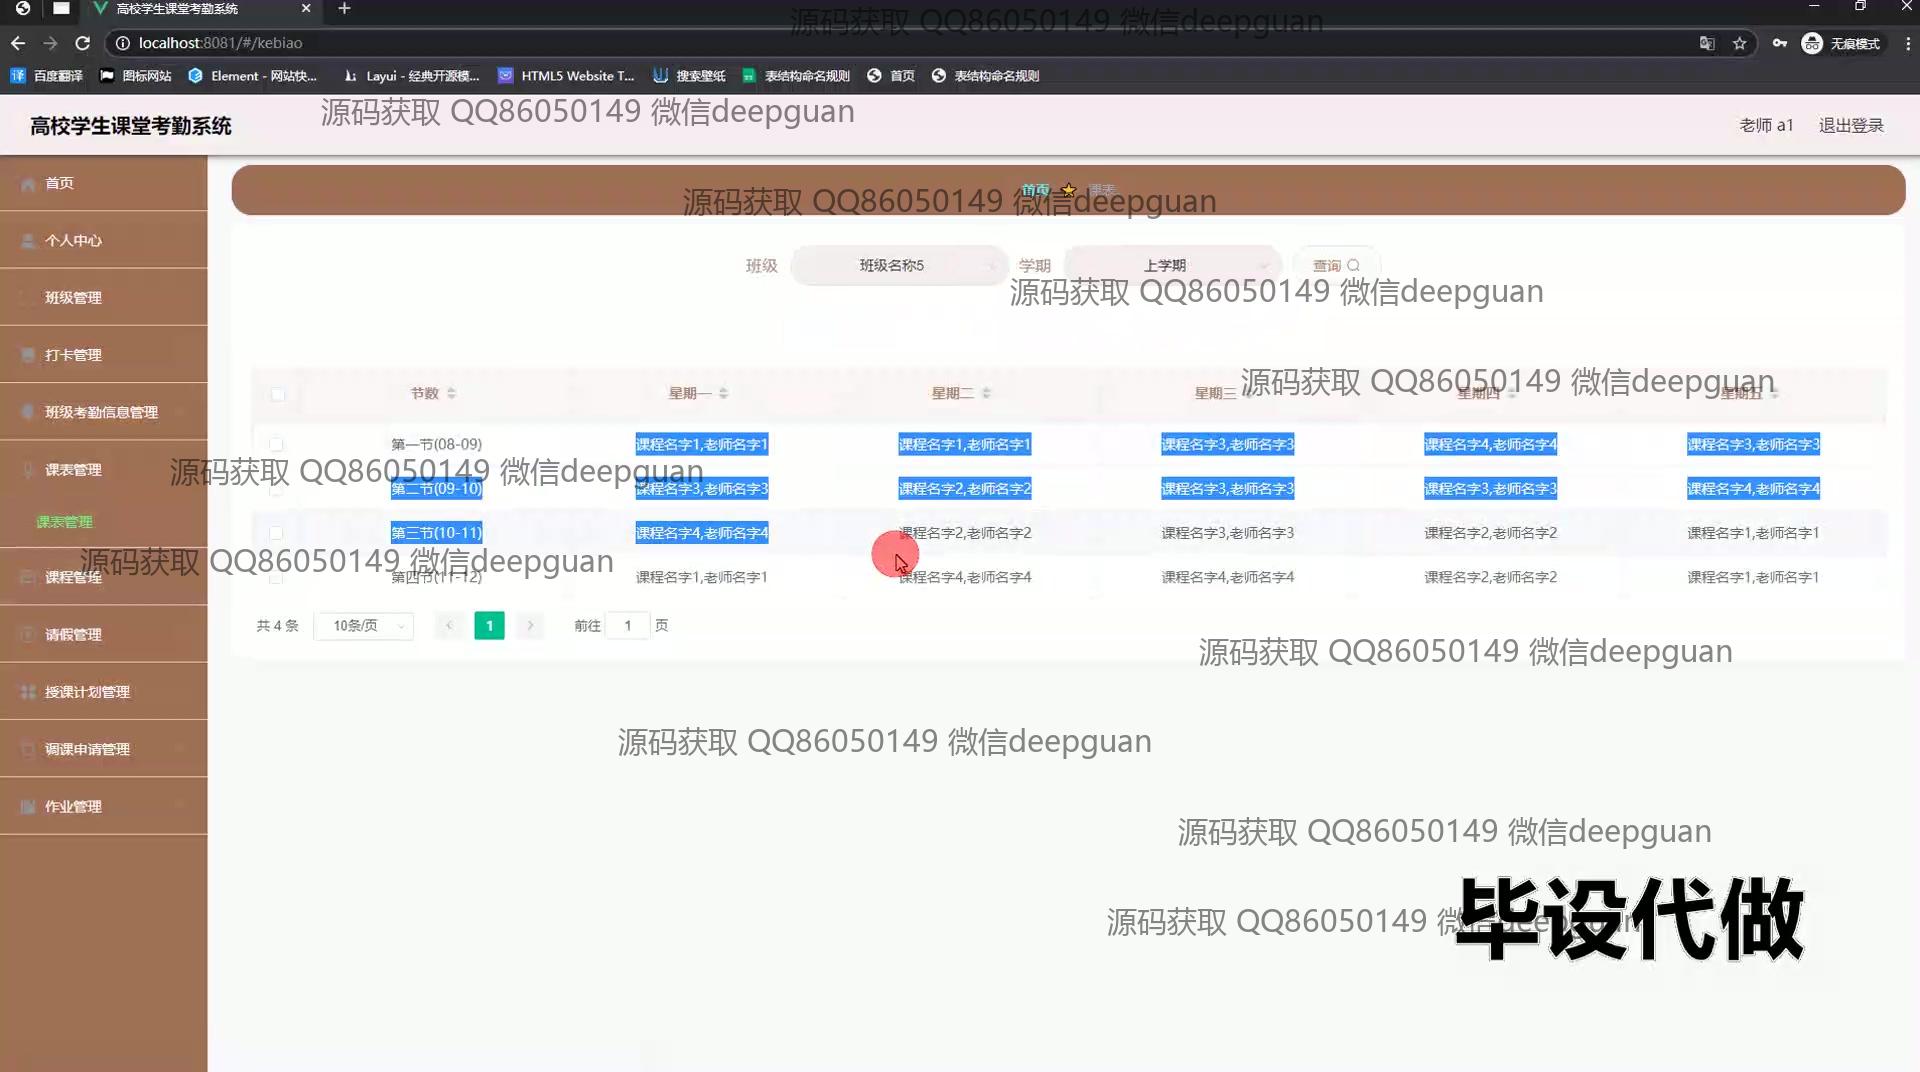 高校学生课堂考勤系统
源码获取 QQ86050149 微信deepguan
localhost:8081/#/kebiao
无痕模式
百度翻译 图标网站 Element - 网站快... Layui - 经典开源模... HTML5 Website T... 搜索壁纸 表结构命名规则 首页 表结构命名规则
高校学生课堂考勤系统
源码获取 QQ86050149 微信deepguan
老师 a1 退出登录
首页
首页 课表
源码获取 QQ86050149 微信deepguan
个人中心
班级 班级名称5 学期 上学期 查询
源码获取 QQ86050149 微信deepguan
班级管理
打卡管理
源码获取 QQ86050149 微信deepguan
节数 星期一 星期二 星期三 星期四 星期五
班级考勤信息管理
第一节(08-09) 课程名字1,老师名字1 课程名字1,老师名字1 课程名字3,老师名字3 课程名字4,老师名字4 课程名字3,老师名字3
课表管理
源码获取 QQ86050149 微信deepguan
第二节(09-10) 课程名字3,老师名字3 课程名字2,老师名字2 课程名字3,老师名字3 课程名字3,老师名字3 课程名字4,老师名字4
课表管理
第三节(10-11) 课程名字4,老师名字4 课程名字2,老师名字2 课程名字3,老师名字3 课程名字2,老师名字2 课程名字1,老师名字1
源码获取 QQ86050149 微信deepguan
课程管理
第四节(11-12) 课程名字1,老师名字1 课程名字4,老师名字4 课程名字4,老师名字4 课程名字2,老师名字2 课程名字1,老师名字1
共 4 条 10条/页 1 前往 1 页
请假管理
源码获取 QQ86050149 微信deepguan
授课计划管理
调课申请管理
源码获取 QQ86050149 微信deepguan
作业管理
源码获取 QQ86050149 微信deepguan
源码获取 QQ86050149 微信deepguan
毕设代做